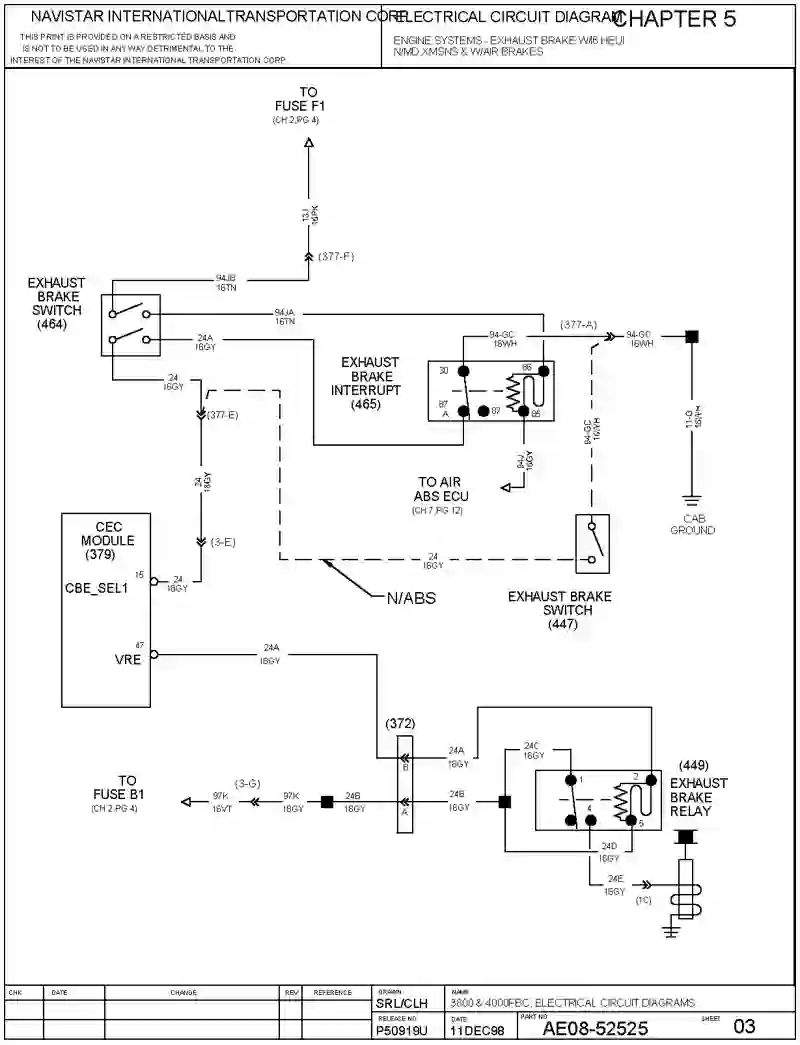 NAVISTAR INTERNATIONAL TRANSPORTATION CORP.
THIS PRINT IS PROVIDED ON A RESTRICTED BASIS AND
IS NOT TO BE USED IN ANY WAY DETRIMENTAL TO THE
INTEREST OF THE NAVISTAR INTERNATIONAL TRANSPORTATION CORP.
ELECTRICAL CIRCUIT DIAGRAM
CHAPTER 5
ENGINE SYSTEMS - EXHAUST BRAKE W/I6 HEUI
N/MD XMSNS & W/AIR BRAKES
TO
FUSE F1
(CH 2,PG 4)
13J
16PK
(377-F)
94JB
16TN
EXHAUST
BRAKE
SWITCH
(464)
94JA
16TN
24A
16GY
24
16GY
(377-E)
EXHAUST
BRAKE
INTERRUPT
(465)
30
86
87
A
87
85
94-GC
16WH
(377-A)
94-GC
16WH
94-GC
16WH
11-G
16WH
CAB
GROUND
94J
16GY
TO AIR
ABS ECU
(CH 7,PG 12)
24
18GY
(3-E)
CEC
MODULE
(379)
CBE_SEL1
15
24
18GY
VRE
47
24A
18GY
24
16GY
N/ABS
EXHAUST BRAKE
SWITCH
(447)
(372)
B
A
24A
18GY
24C
16GY
24B
16GY
TO
FUSE B1
(CH 2,PG 4)
97K
16VT
(3-G)
97K
18GY
24B
18GY
1
2
4
5
(449)
EXHAUST
BRAKE
RELAY
24D
16GY
24E
16GY
(1C)
CHK
DATE
CHANGE
REV
REFERENCE
DRAWN
SRL/CLH
NAME
3800 & 4000FBC, ELECTRICAL CIRCUIT DIAGRAMS
RELEASE NO.
P50919U
DATE
11DEC98
PART NO
AE08-52525
SHEET
03